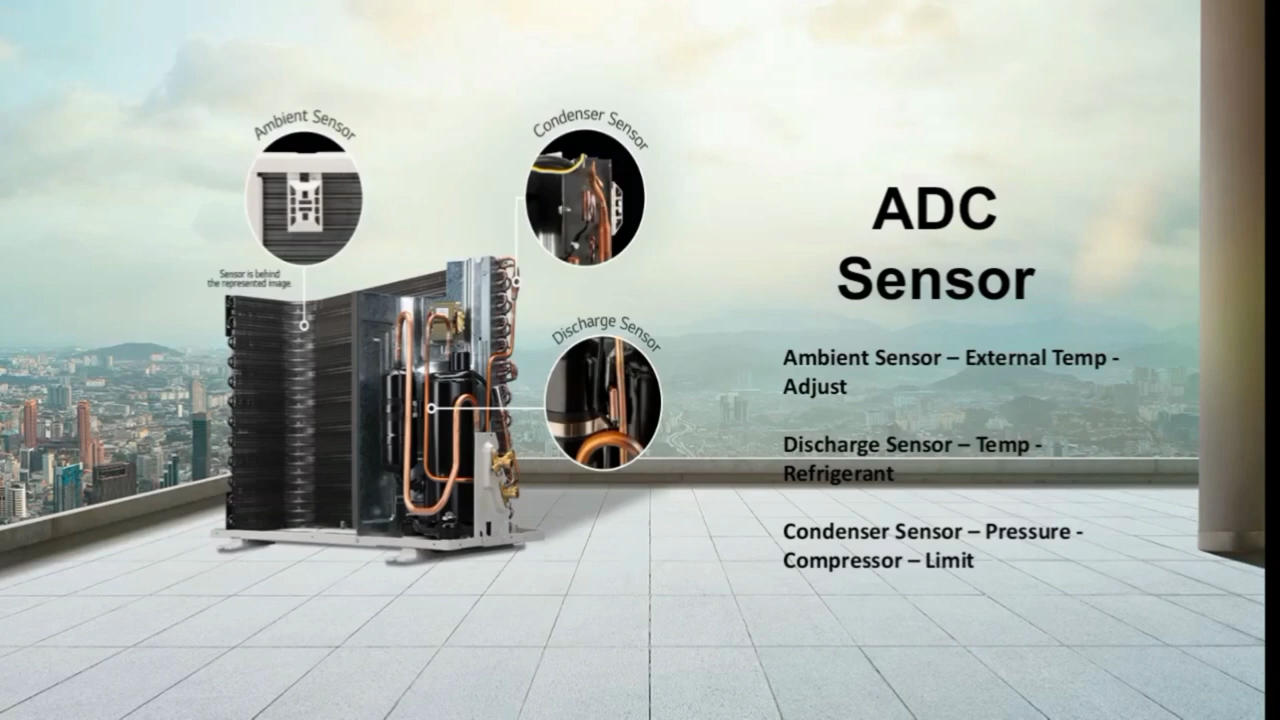 Ambient Sensor
Condenser Sensor
Sensor is behind
the represented image.
Discharge Sensor
ADC
Sensor
Ambient Sensor – External Temp -
Adjust
Discharge Sensor – Temp -
Refrigerant
Condenser Sensor – Pressure -
Compressor – Limit